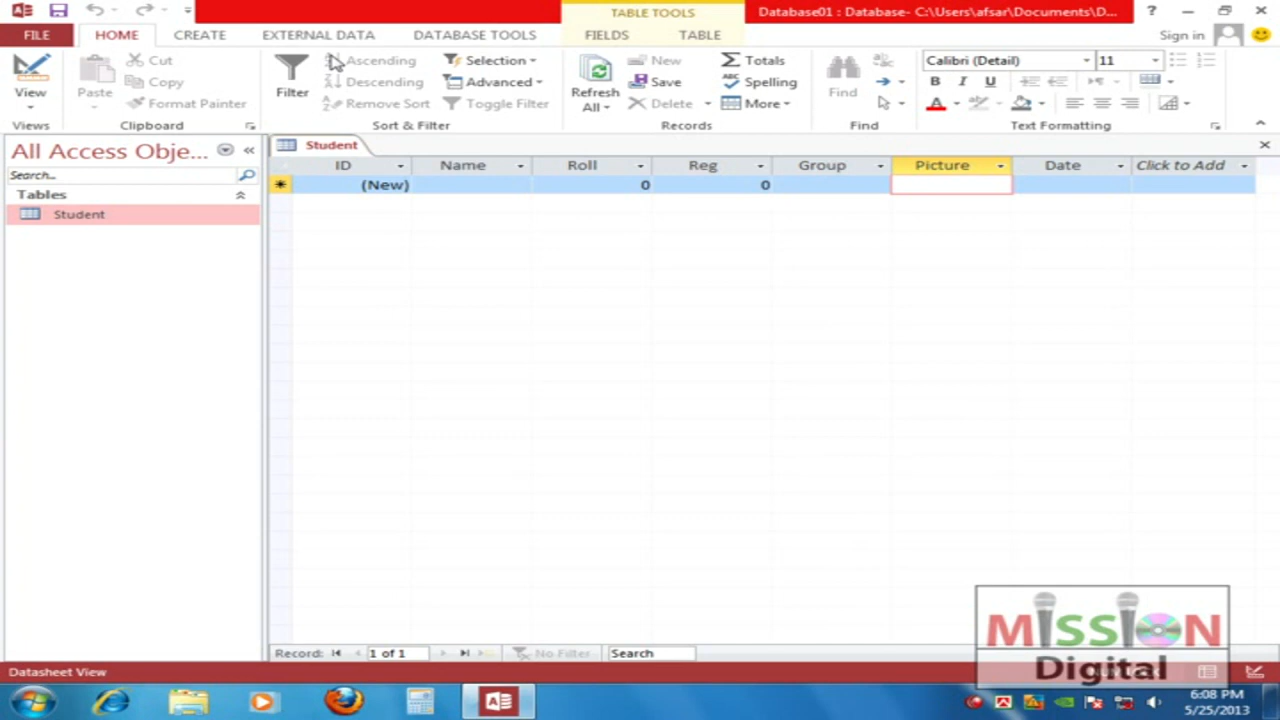 TABLE TOOLS
Database01 : Database- C:\Users\afsar\Documents\D...
?
FILE
HOME
CREATE
EXTERNAL DATA
DATABASE TOOLS
FIELDS
TABLE
Sign in
View
Views
Paste
Cut
Copy
Format Painter
Clipboard
Filter
Ascending
Descending
Remove Sort
Selection
Advanced
Toggle Filter
Sort & Filter
Refresh
All
New
Save
Delete
Totals
Spelling
More
Records
Find
Find
Calibri (Detail)
11
B I U
A
Text Formatting
All Access Obje...
Search...
Tables
Student
Student
ID Name Roll Reg Group Picture Date Click to Add
(New) 0 0
Record: 1 of 1 No Filter Search
Datasheet View
MISSION
Digital
6:08 PM
5/25/2013